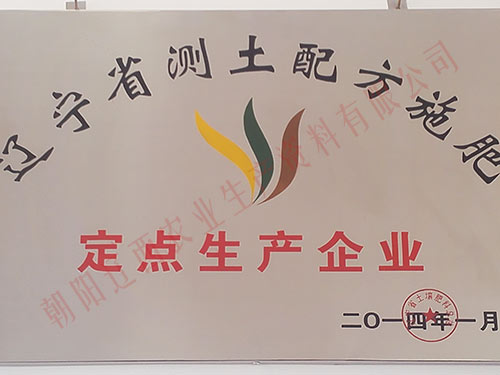 辽宁省测土配方施肥
定点生产企业
二〇一四年一月
朝阳辽西农业生产资料有限公司